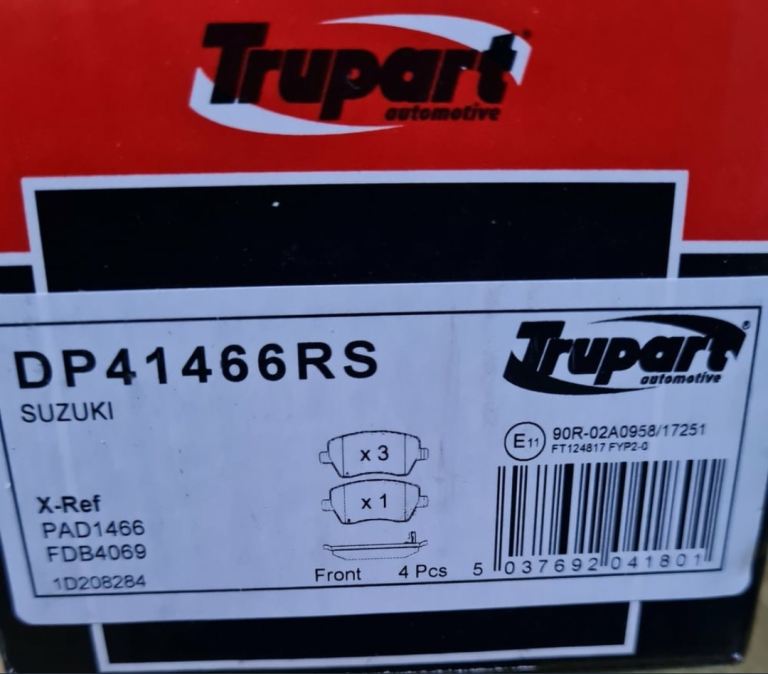 Trupart
automotive
DP41466RS
SUZUKI
Trupart®
automotive
E11 90R-02A0958/17251
FT124817 FYP2-0
x 3
x 1
X-Ref
PAD1466
FDB4069
1D208284
Front 4 Pcs
5 037692 041801